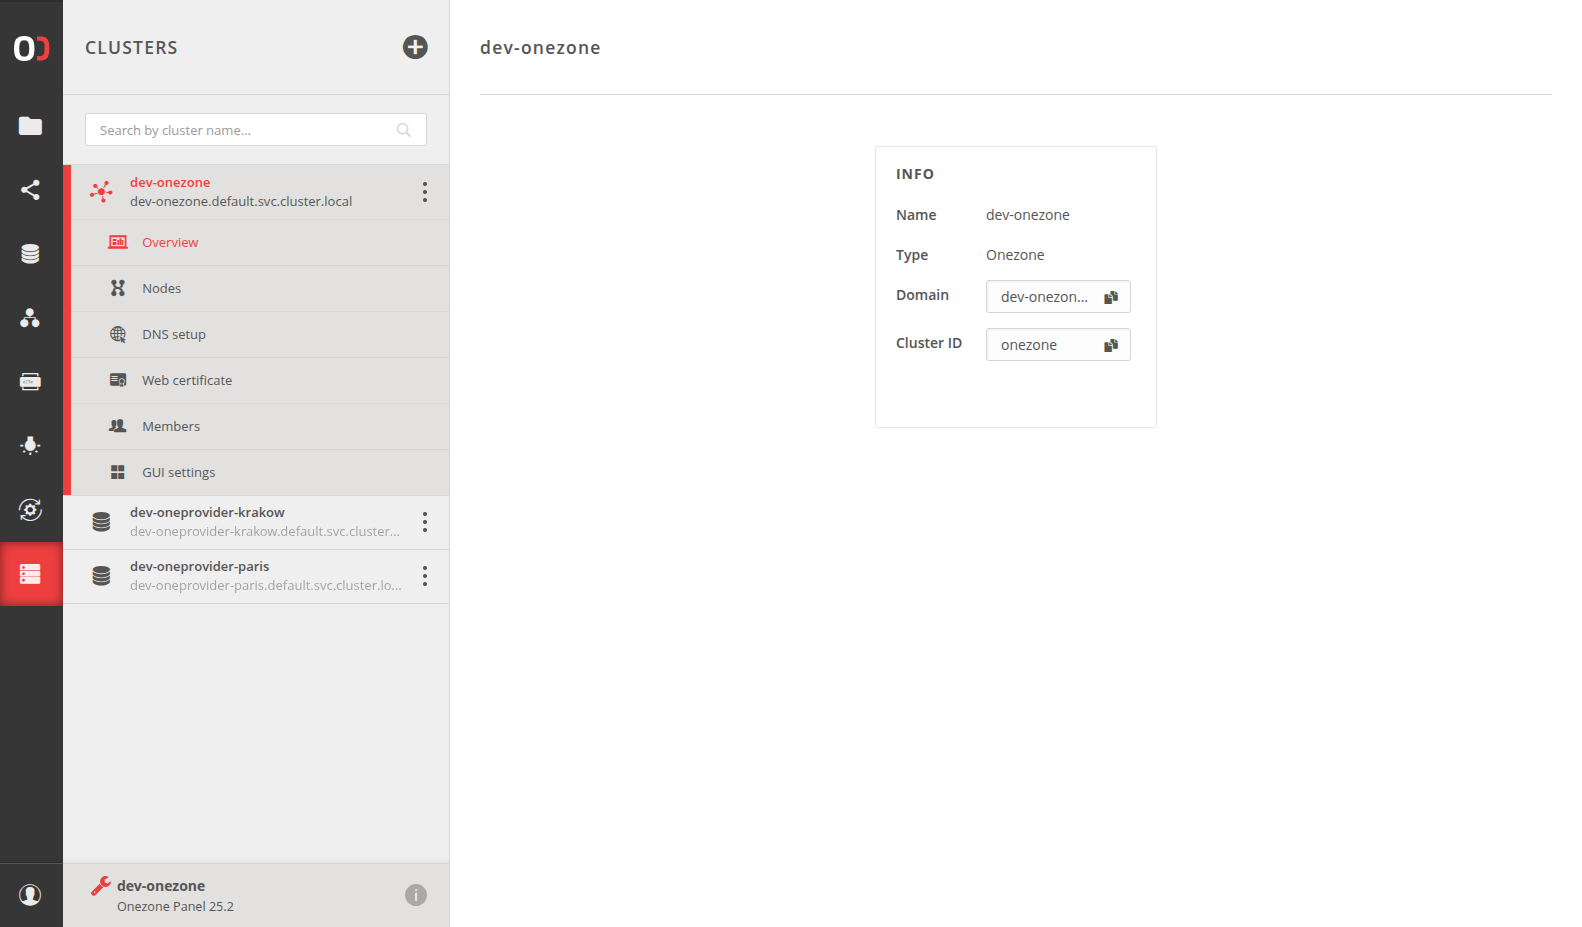 CLUSTERS
Search by cluster name...
dev-onezone
dev-onezone.default.svc.cluster.local
Overview
Nodes
DNS setup
Web certificate
Members
GUI settings
dev-oneprovider-krakow
dev-oneprovider-krakow.default.svc.cluster...
dev-oneprovider-paris
dev-oneprovider-paris.default.svc.cluster.lo...
dev-onezone
Onezone Panel 25.2
dev-onezone
INFO
Name dev-onezone
Type Onezone
Domain dev-onezon...
Cluster ID onezone